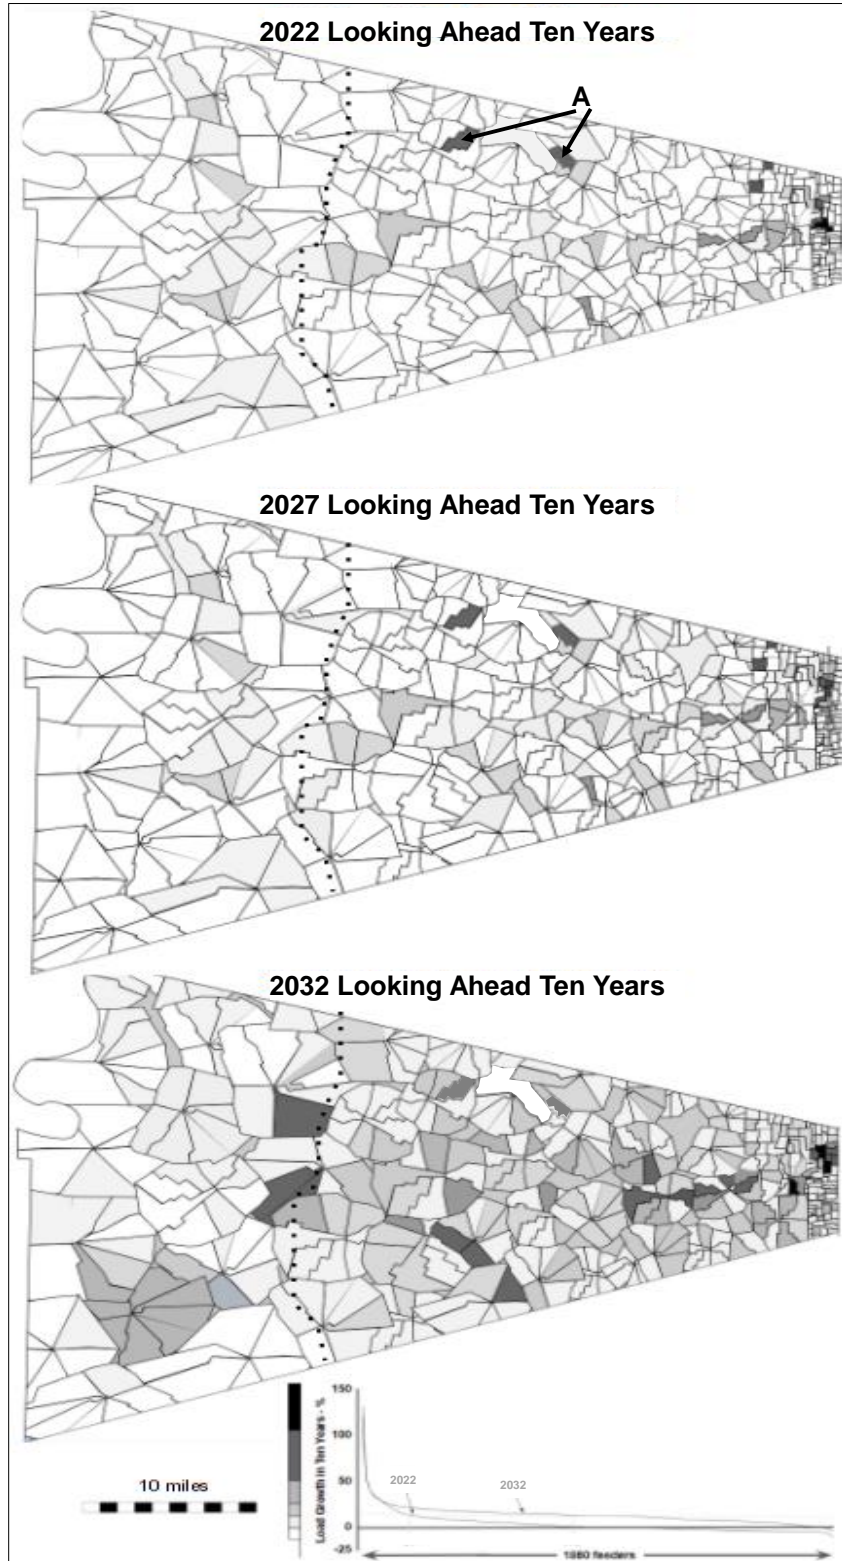 2022 Looking Ahead Ten Years
A
2027 Looking Ahead Ten Years
2032 Looking Ahead Ten Years
10 miles
Load Growth in Ten Years - %
150
100
50
0
-25
2022
2032
1880 feeders